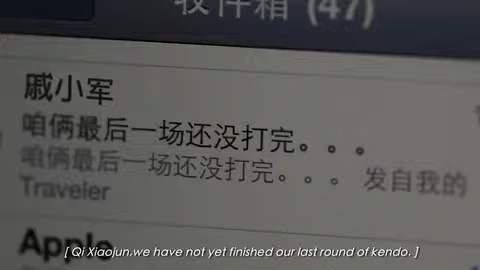 收件箱 (47)
戚小军
咱俩最后一场还没打完。。。
咱俩最后一场还没打完。。。 发自我的
Traveler
Apple
[ Qi Xiaojun.we have not yet finished our last round of kendo. ]